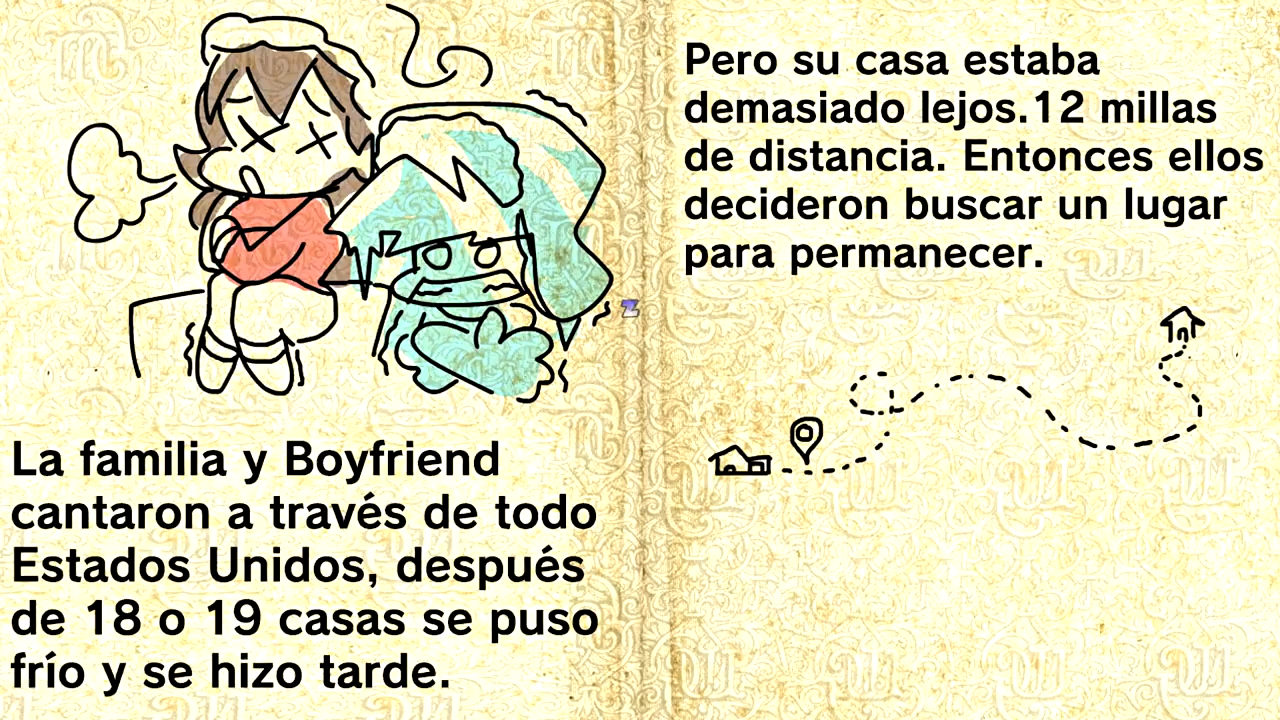 La familia y Boyfriend
cantaron a través de todo
Estados Unidos, después
de 18 o 19 casas se puso
frío y se hizo tarde.
Pero su casa estaba
demasiado lejos.12 millas
de distancia. Entonces ellos
decideron buscar un lugar
para permanecer.